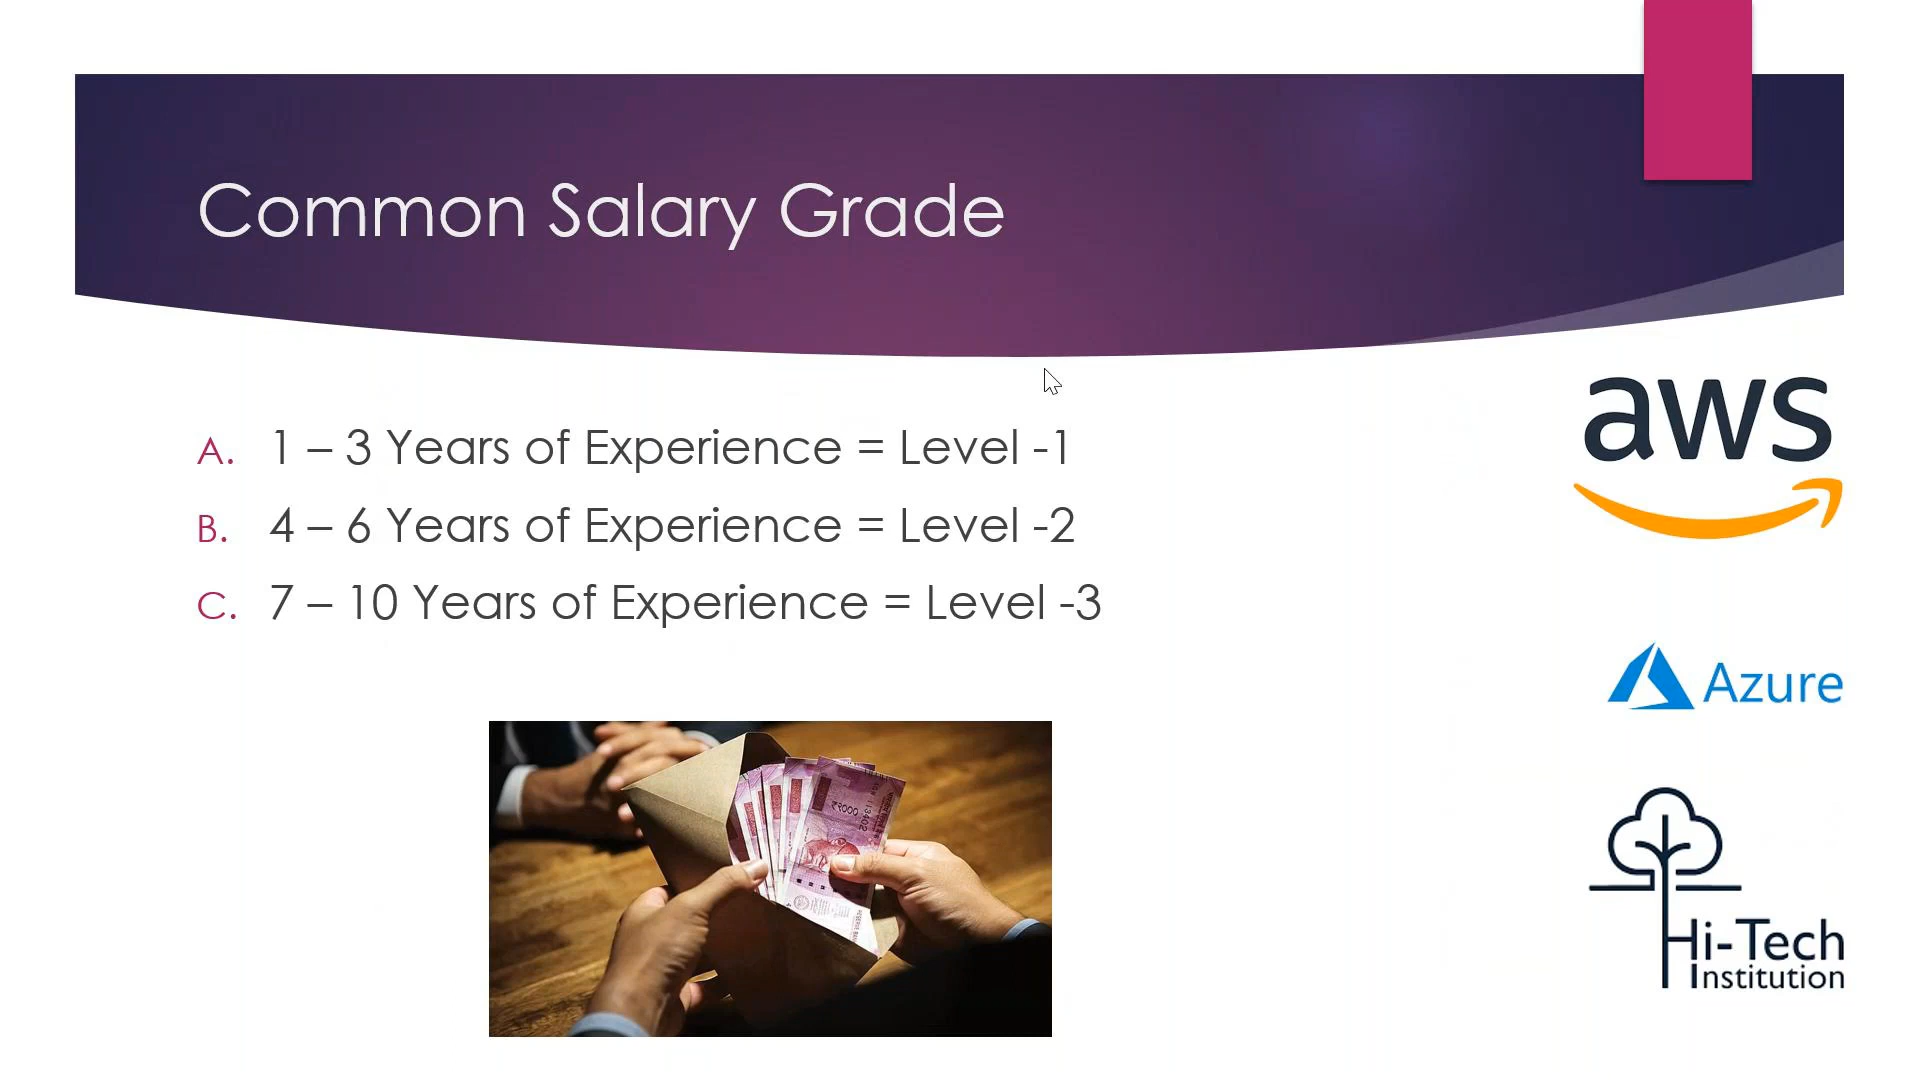 Common Salary Grade
A. 1 – 3 Years of Experience = Level -1
B. 4 – 6 Years of Experience = Level -2
C. 7 – 10 Years of Experience = Level -3
aws
Azure
Hi-Tech
Institution